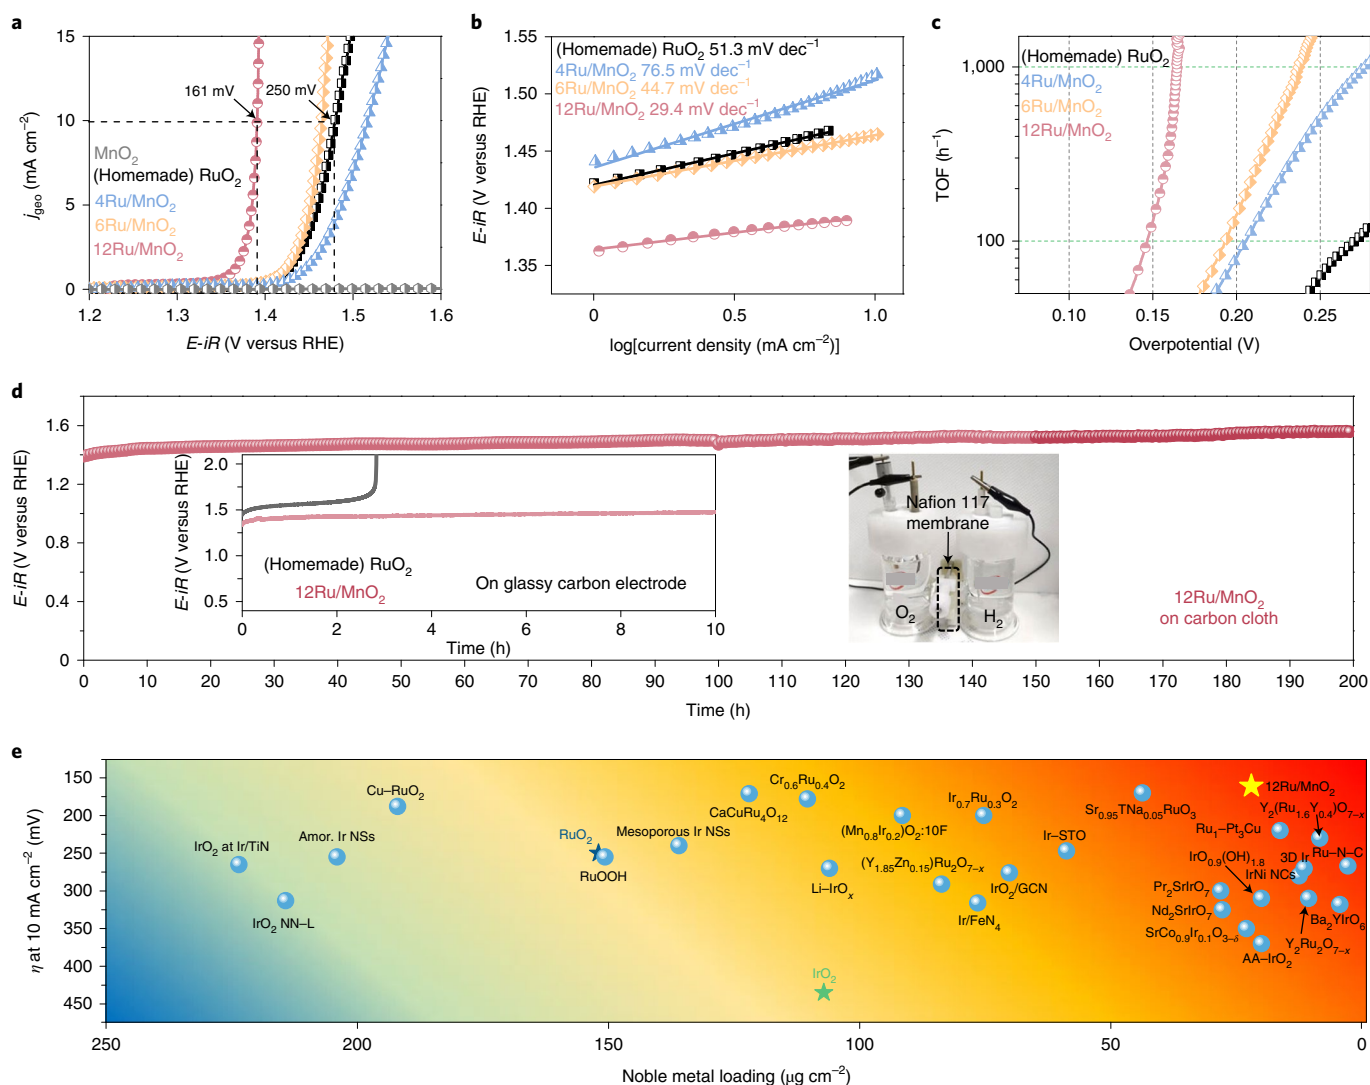 a
15
10
5
0
j_geo (mA cm⁻²)
161 mV
250 mV
MnO₂
(Homemade) RuO₂
4Ru/MnO₂
6Ru/MnO₂
12Ru/MnO₂
1.2
1.3
1.4
1.5
1.6
E-iR (V versus RHE)
b
1.55
1.50
1.45
1.40
1.35
E-iR (V versus RHE)
(Homemade) RuO₂ 51.3 mV dec⁻¹
4Ru/MnO₂ 76.5 mV dec⁻¹
6Ru/MnO₂ 44.7 mV dec⁻¹
12Ru/MnO₂ 29.4 mV dec⁻¹
0
0.5
1.0
log[current density (mA cm⁻²)]
c
1,000
100
TOF (h⁻¹)
(Homemade) RuO₂
4Ru/MnO₂
6Ru/MnO₂
12Ru/MnO₂
0.10
0.15
0.20
0.25
Overpotential (V)
d
1.6
1.2
0.8
0.4
0
E-iR (V versus RHE)
2.0
1.5
1.0
0.5
E-iR (V versus RHE)
(Homemade) RuO₂
12Ru/MnO₂
On glassy carbon electrode
0
2
4
6
8
10
Time (h)
Nafion 117
membrane
O₂
H₂
12Ru/MnO₂
on carbon cloth
0
10
20
30
40
50
60
70
80
90
100
110
120
130
140
150
160
170
180
190
200
Time (h)
e
150
200
250
300
350
400
450
η at 10 mA cm⁻² (mV)
Cu–RuO₂
IrO₂ at Ir/TiN
Amor. Ir NSs
IrO₂ NN–L
RuO₂
RuOOH
Mesoporous Ir NSs
CaCuRu₄O₁₂
Cr₀.₆Ru₀.₄O₂
(Mn₀.₈Ir₀.₂)O₂:10F
Ir₀.₇Ru₀.₃O₂
Li–IrOₓ
(Y₁.₈₅Zn₀.₁₅)Ru₂O₇₋ₓ
IrO₂/GCN
Ir/FeN₄
Ir–STO
IrO₂
Sr₀.₉₅TNa₀.₀₅RuO₃
12Ru/MnO₂
Y₂(Ru₁.₆Y₀.₄)O₇₋ₓ
Ru₁–Pt₃Cu
Ru–N–C
IrO₀.₉(OH)₁.₈
3D Ir
IrNi NCs
Pr₂SrIrO₇
Nd₂SrIrO₇
SrCo₀.₉Ir₀.₁O₃₋δ
AA–IrO₂
Ba₂YIrO₆
Y₂Ru₂O₇₋ₓ
250
200
150
100
50
0
Noble metal loading (μg cm⁻²)